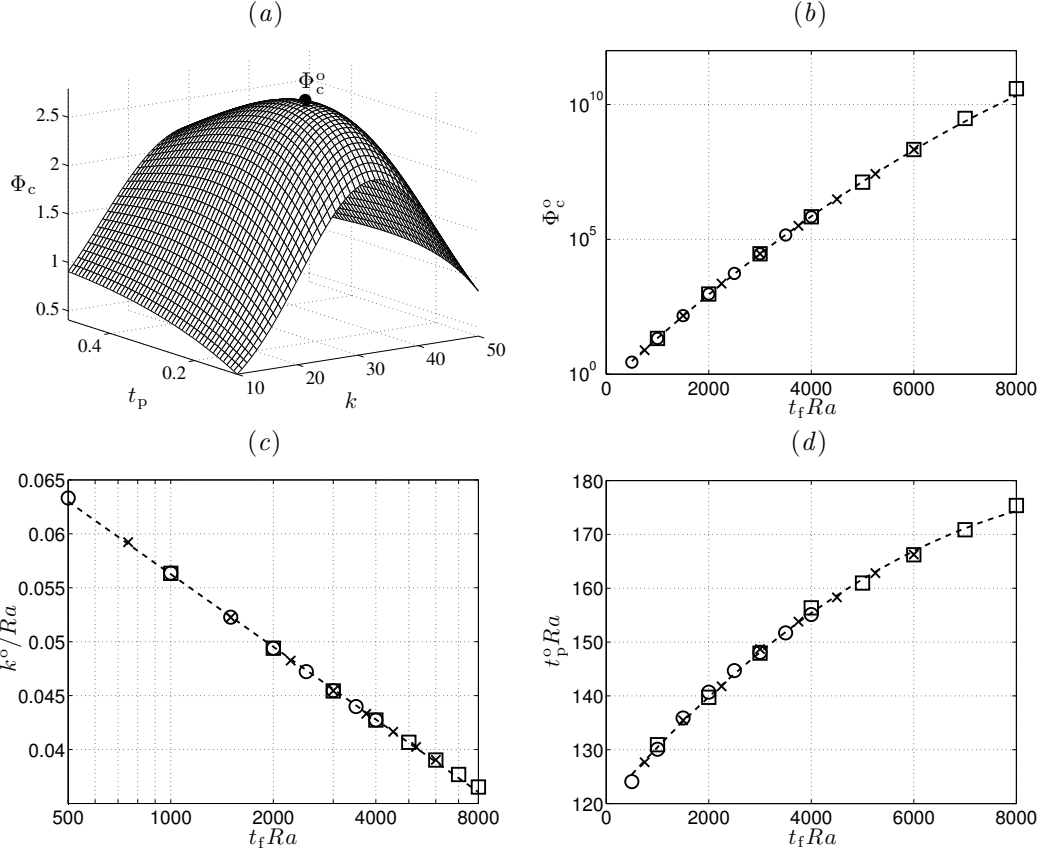 (a)
Φ_c^o
2.5
2
1.5
1
0.5
Φ_c
0.4
0.2
t_p
10
20
30
40
50
k
(b)
10^10
10^5
10^0
Φ_c^o
0 2000 4000 6000 8000
t_f Ra
(c)
0.065
0.06
0.055
0.05
0.045
0.04
k^o/Ra
500 1000 2000 4000 8000
t_f Ra
(d)
180
170
160
150
140
130
120
t_p^o Ra
0 2000 4000 6000 8000
t_f Ra